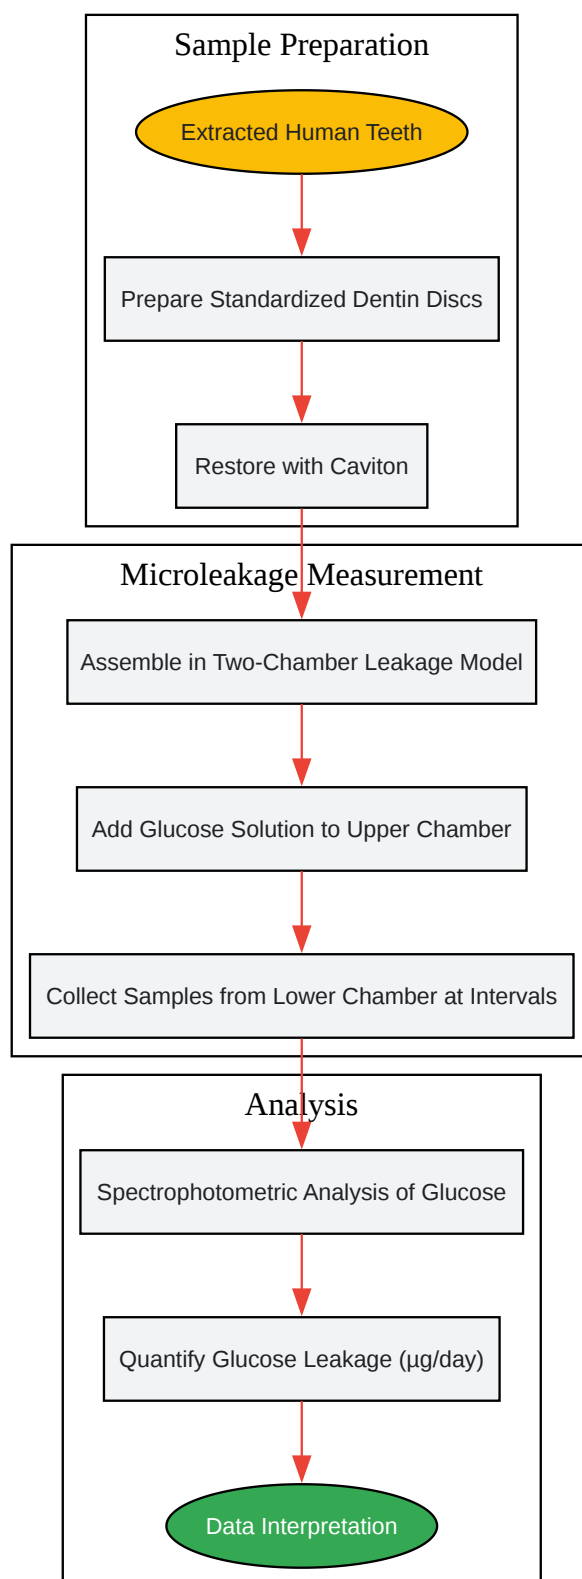 Sample Preparation
Extracted Human Teeth
Prepare Standardized Dentin Discs
Restore with Caviton
Microleakage Measurement
Assemble in Two-Chamber Leakage Model
Add Glucose Solution to Upper Chamber
Collect Samples from Lower Chamber at Intervals
Analysis
Spectrophotometric Analysis of Glucose
Quantify Glucose Leakage (µg/day)
Data Interpretation